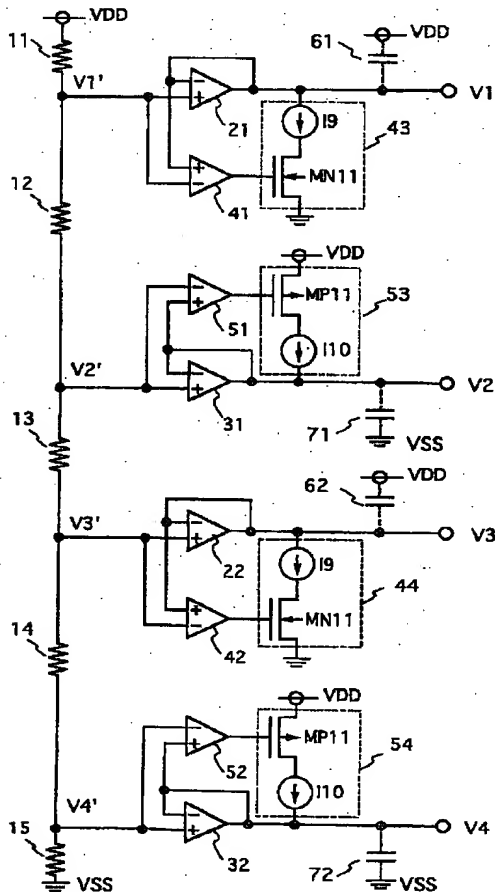 VDD
11
V1'
21
41
61
VDD
V1
I9
43
MN11
12
VDD
51
MP11
53
I10
V2'
31
V2
71
VSS
13
62
VDD
V3'
22
V3
I9
44
MN11
42
14
VDD
52
MP11
54
I10
V4'
32
V4
15
VSS
72
VSS